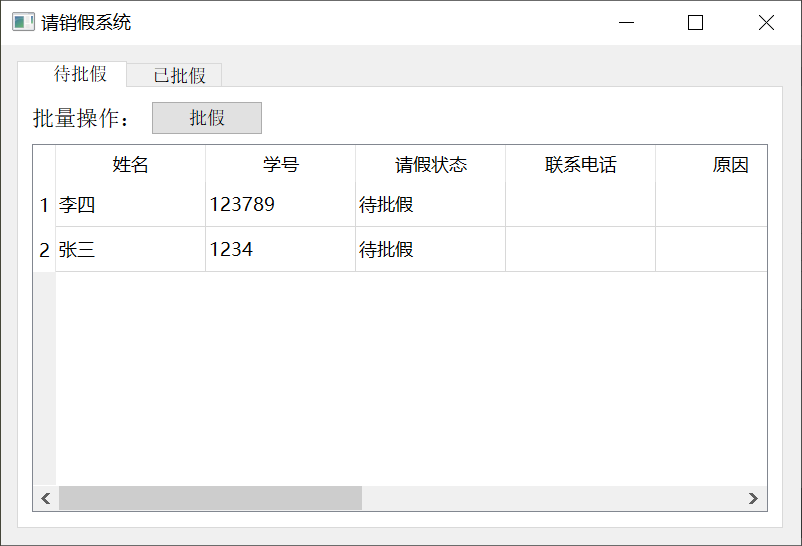 请销假系统
待批假 已批假
批量操作： 批假
姓名 学号 请假状态 联系电话 原因
1 李四 123789 待批假
2 张三 1234 待批假